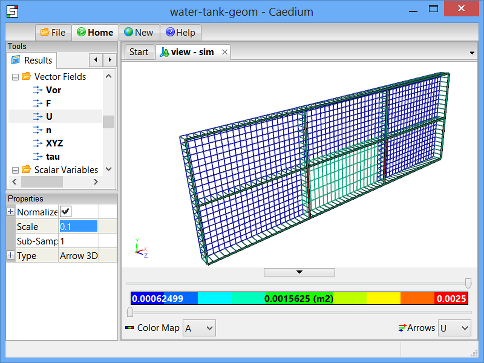 water-tank-geom - Caedium
File Home New Help
Tools
Results
Vector Fields
Vor
F
U
n
XYZ
tau
Scalar Variables
Properties
Normalize
Scale 0.1
Sub-Samp 1
Type Arrow 3D
Start view - sim
Y
X
Z
0.00062499 0.0015625 (m2) 0.0025
Color Map A Arrows U